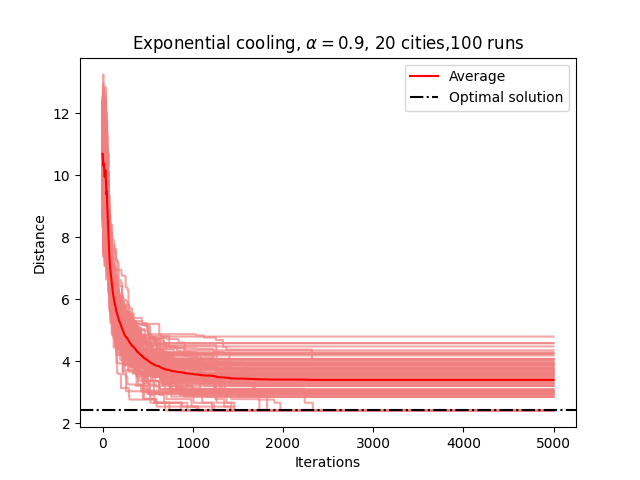 Exponential cooling, α = 0.9, 20 cities,100 runs
Average
Optimal solution
12
10
8
6
4
2
Distance
0 1000 2000 3000 4000 5000
Iterations